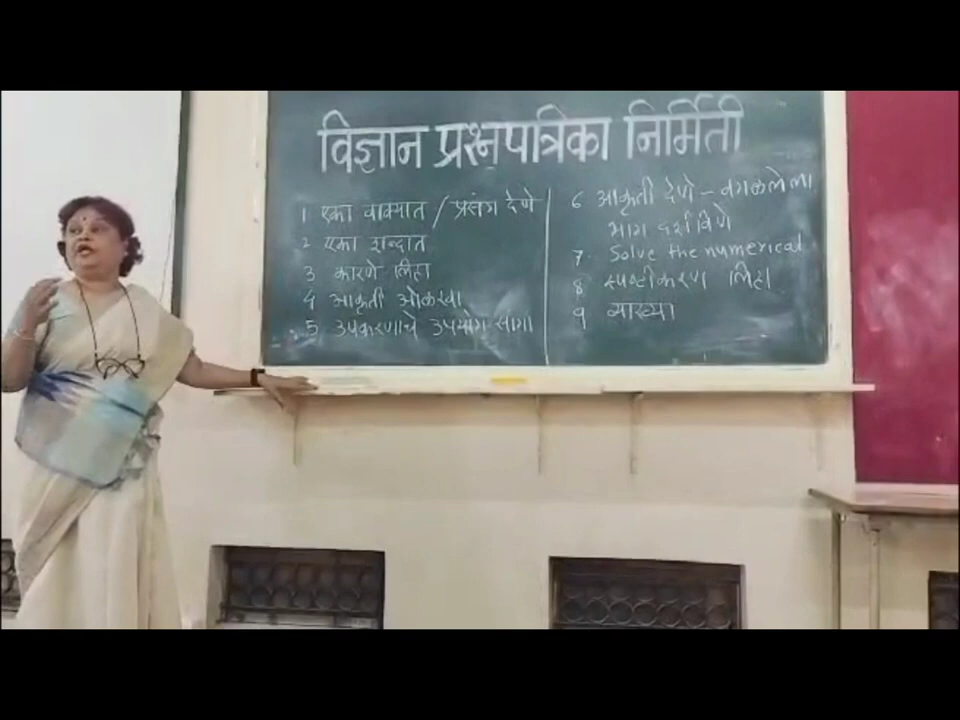 विज्ञान प्रश्नपत्रिका निर्मिती
1 एका वाक्यात / प्रसंग देणे
2 एका शब्दात
3 कारणे लिहा
4 आकृती ओळखा
5 उपकरणाचे उपयोग सांगा
6 आकृती देणे - वगळलेला
भाग दर्शविणे
7. Solve the numerical
8 स्पष्टीकरण लिहा
९ व्याख्या